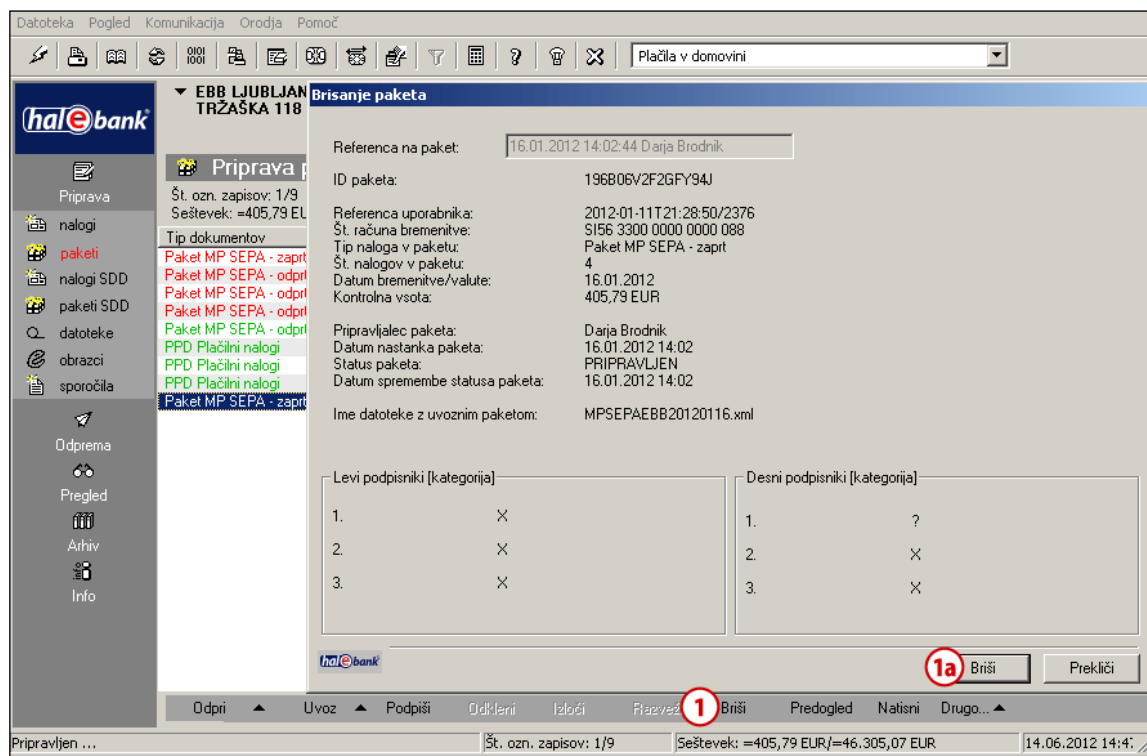 Datoteka Pogled Komunikacija Orodja Pomoč
Plačila v domovini
hal e bank
EBB LJUBLJAN
TRŽAŠKA 118
Priprava
Št. ozn. zapisov: 1/9
Seštevek: =405,79 EU
Tip dokumentov
Paket MP SEPA - zaprt
Paket MP SEPA - odprt
Paket MP SEPA - odprt
Paket MP SEPA - odprt
Paket MP SEPA - odprt
PPD Plačilni nalogi
PPD Plačilni nalogi
PPD Plačilni nalogi
Paket MP SEPA - zaprt
Priprava
nalogi
paketi
nalogi SDD
paketi SDD
datoteke
obrazci
sporočila
Odprema
Pregled
Arhiv
Info
Brisanje paketa
Referenca na paket: 16.01.2012 14:02:44 Darja Brodnik
ID paketa: 196B06V2F2GFY94J
Referenca uporabnika: 2012-01-11T21:28:50/2376
Št. računa bremenitve: SI56 3300 0000 0000 088
Tip naloga v paketu: Paket MP SEPA - zaprt
Št. nalogov v paketu: 4
Datum bremenitve/valute: 16.01.2012
Kontrolna vsota: 405,79 EUR
Pripravljalec paketa: Darja Brodnik
Datum nastanka paketa: 16.01.2012 14:02
Status paketa: PRIPRAVLJEN
Datum spremembe statusa paketa: 16.01.2012 14:02
Ime datoteke z uvoznim paketom: MPSEPAEBB20120116.xml
Levi podpisniki [kategorija]
1. X
2. X
3. X
Desni podpisniki [kategorija]
1. ?
2. X
3. X
hal e bank
1a Briši Prekliči
Odpri Uvoz Podpiši Odkleni Izloči Razvež 1 Briši Predogled Natisni Drugo...
Pripravljen ... Št. ozn. zapisov: 1/9 Seštevek: =405,79 EUR/=46.305,07 EUR 14.06.2012 14:47